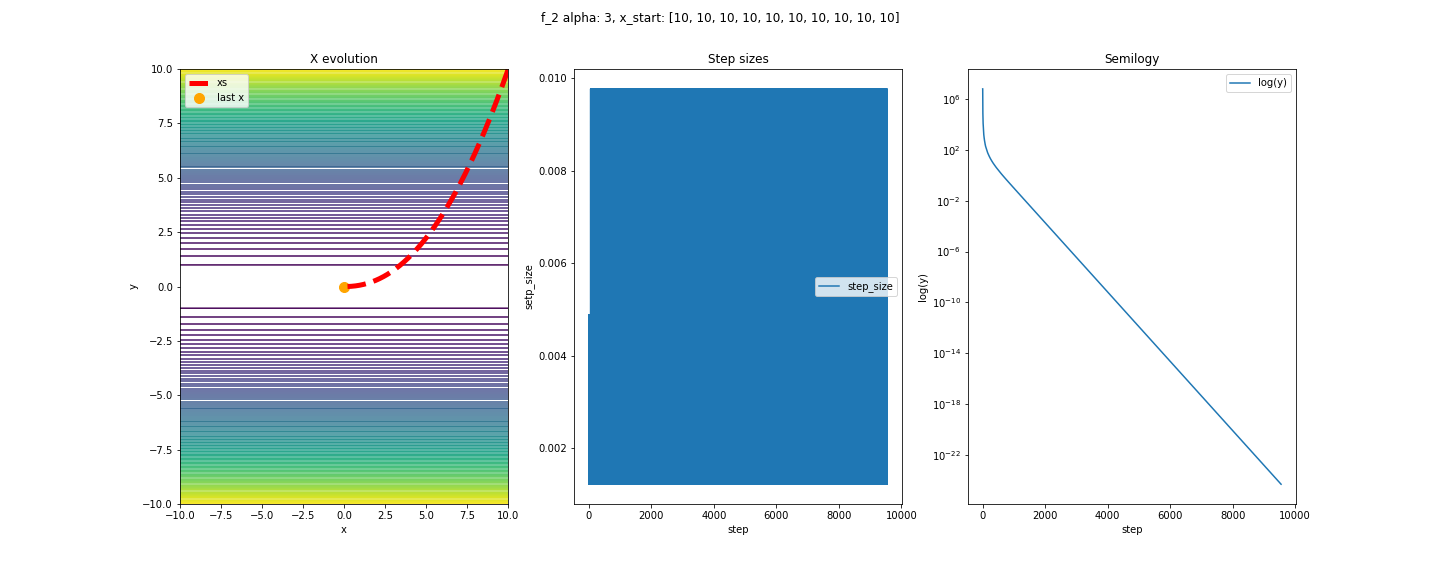 f_2 alpha: 3, x_start: [10, 10, 10, 10, 10, 10, 10, 10, 10, 10]
X evolution
10.0
7.5
5.0
2.5
0.0
−2.5
−5.0
−7.5
−10.0
y
xs
last x
−10.0 −7.5 −5.0 −2.5 0.0 2.5 5.0 7.5 10.0
x
Step sizes
0.010
0.008
0.006
0.004
0.002
setp_size
step_size
0 2000 4000 6000 8000 10000
step
Semilogy
10^6
10^2
10^−2
10^−6
10^−10
10^−14
10^−18
10^−22
log(y)
log(y)
0 2000 4000 6000 8000 10000
step